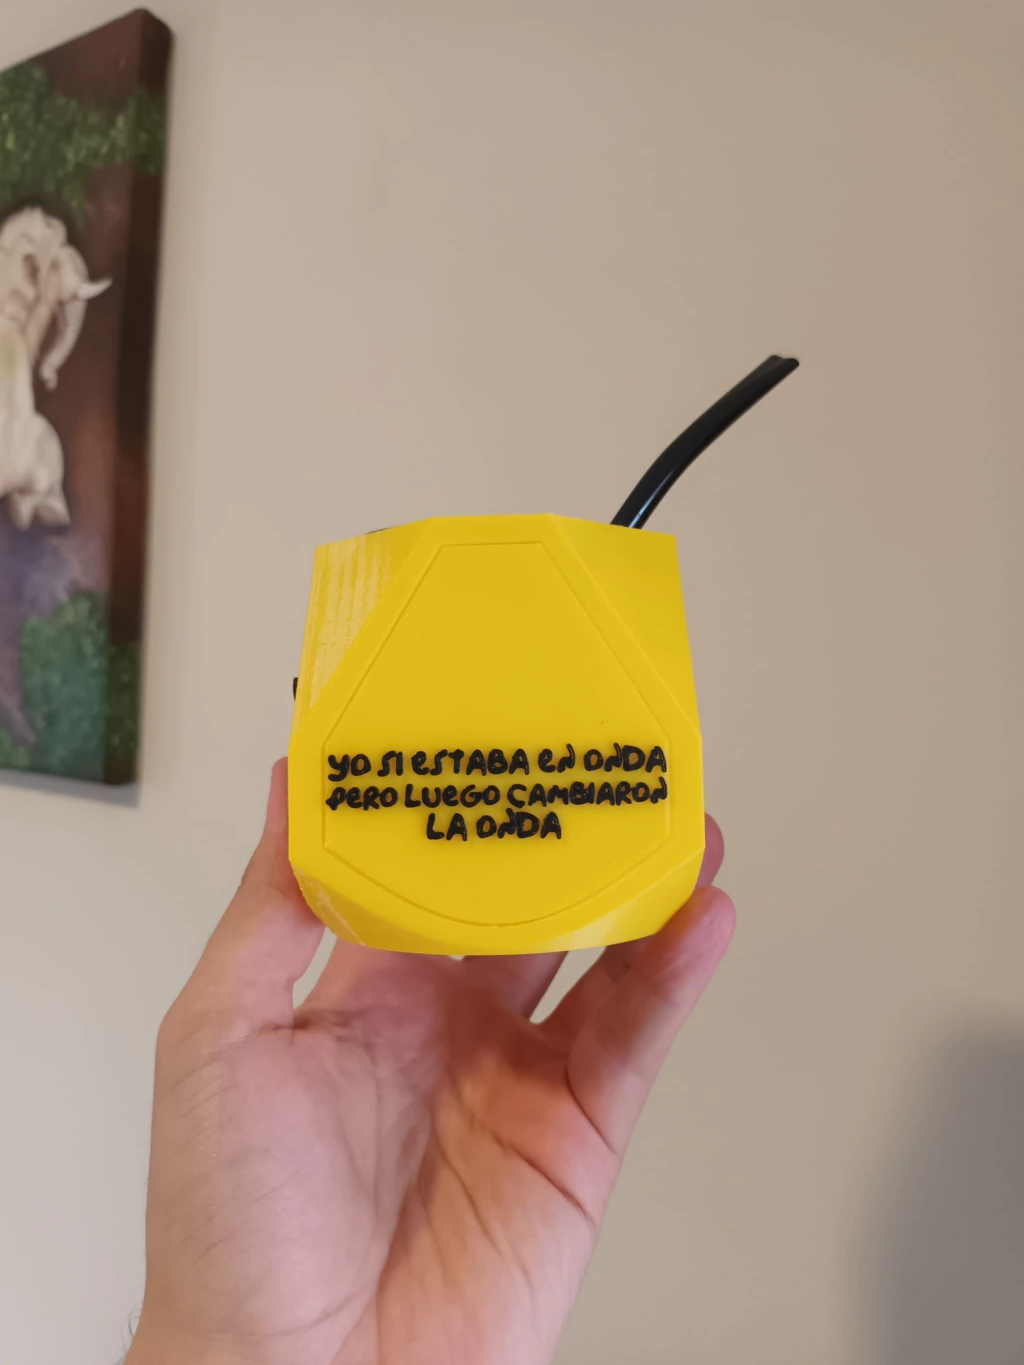 YO SI ESTABA EN ONDA
PERO LUEGO CAMBIARON
LA ONDA